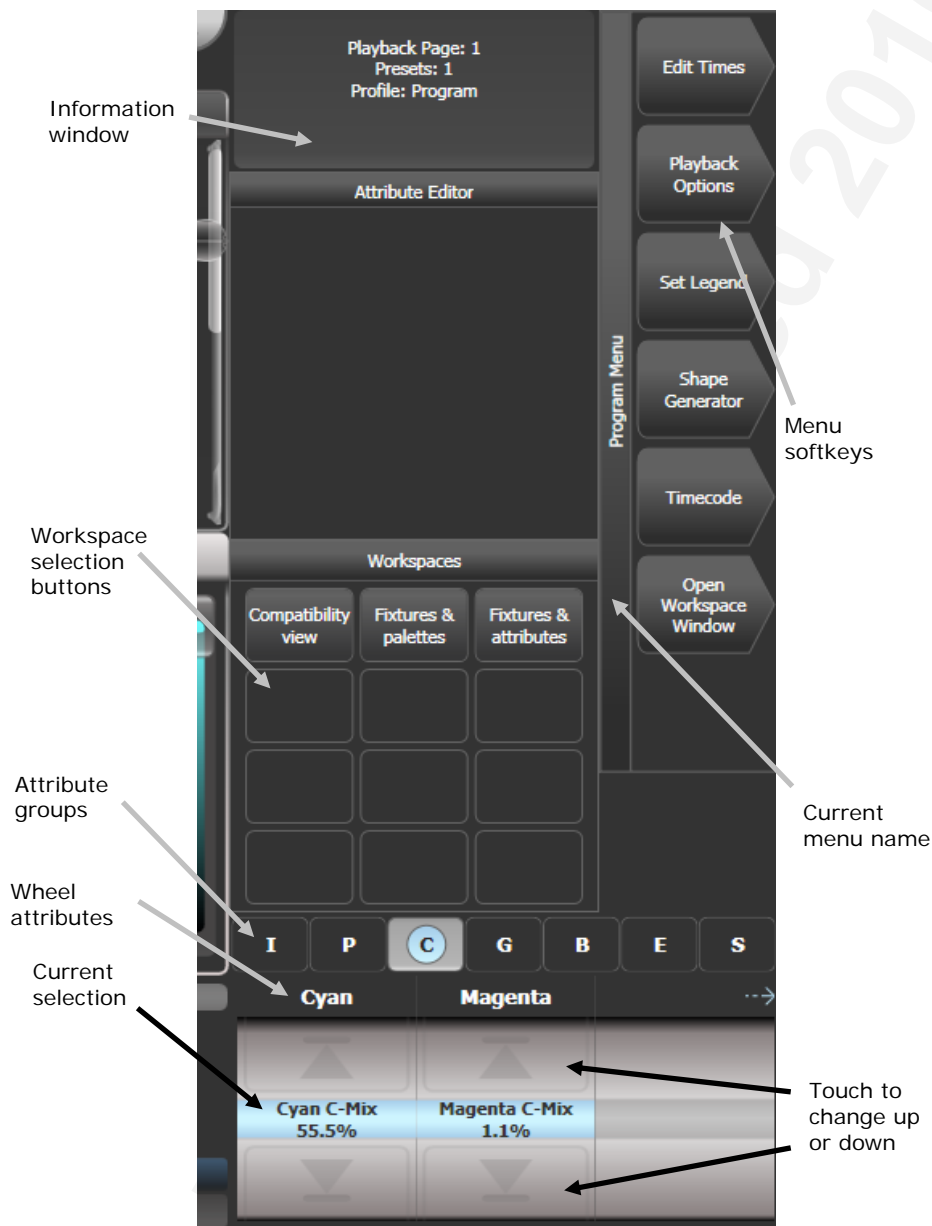 Playback Page: 1
Presets: 1
Profile: Program
Edit Times
Information
window
Playback
Options
Attribute Editor
Set Legend
Program Menu
Shape
Generator
Menu
softkeys
Timecode
Workspace
selection
buttons
Workspaces
Open
Workspace
Window
Compatibility
view
Fixtures &
palettes
Fixtures &
attributes
Attribute
groups
Current
menu name
Wheel
attributes
I P C G B E S
Current
selection
Cyan Magenta
Cyan C-Mix
55.5%
Magenta C-Mix
1.1%
Touch to
change up
or down